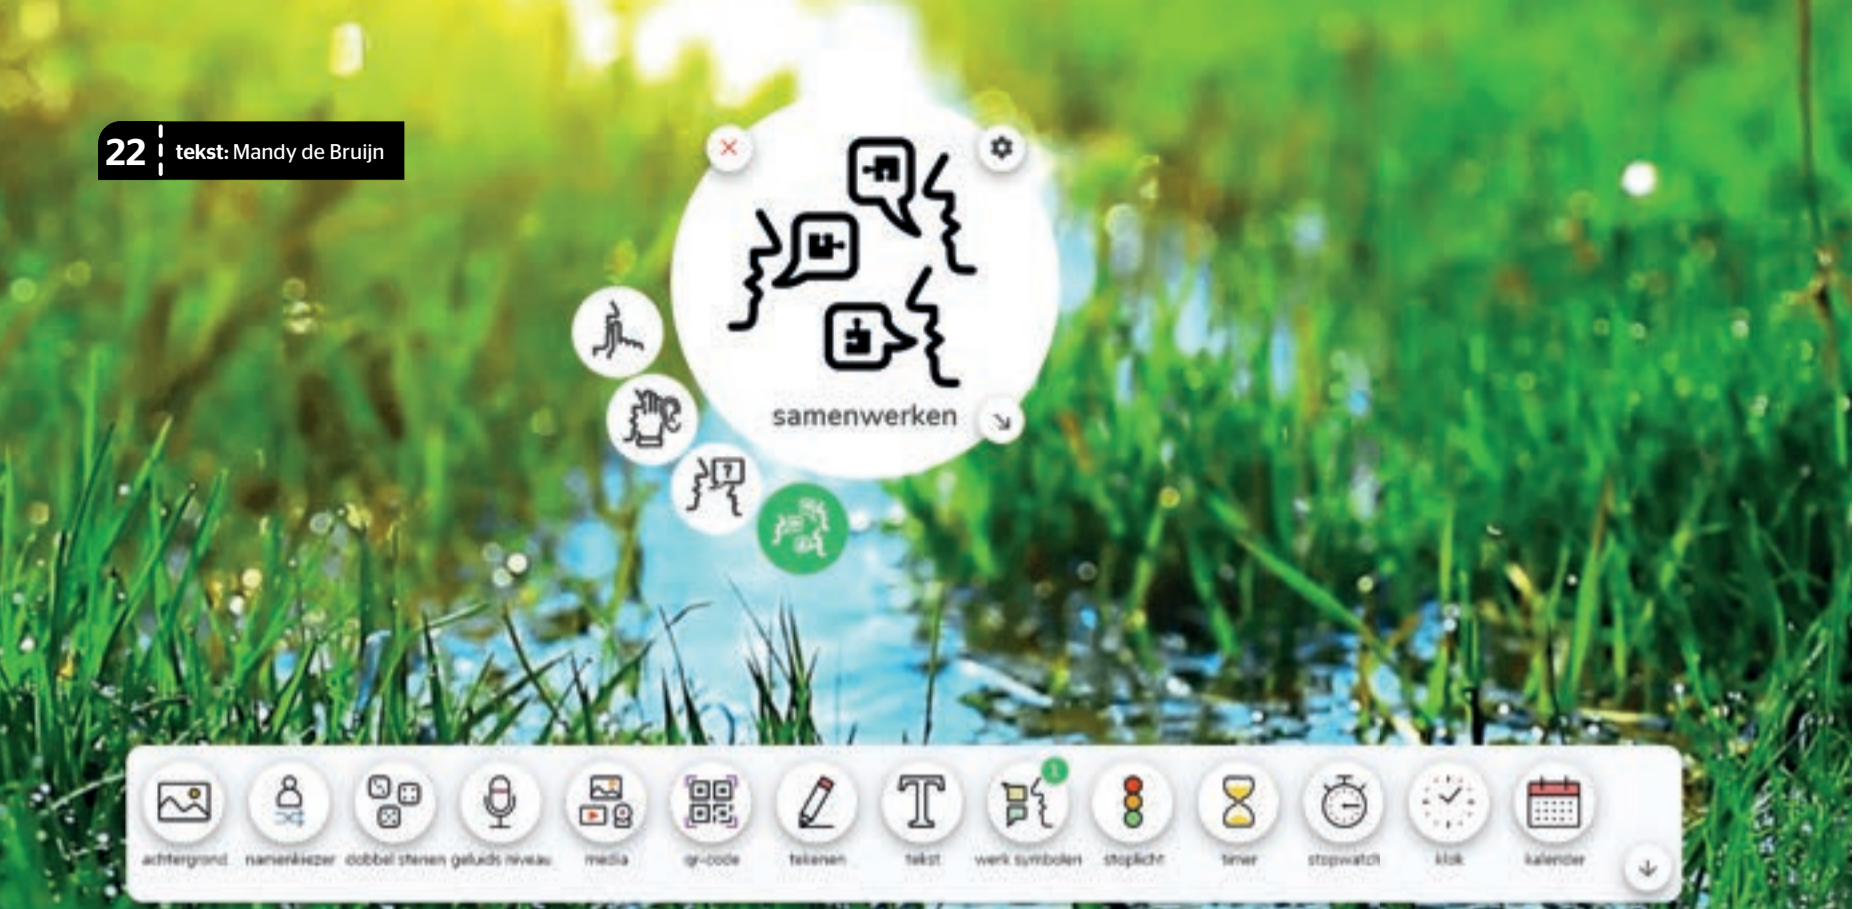 22 tekst: Mandy de Bruijn
samenwerken
?
1
achtergrond namenkiezer dobbel stenen geluids niveau media qr-code tekenen tekst werk symbolen stoplicht timer stopwatch klok kalender